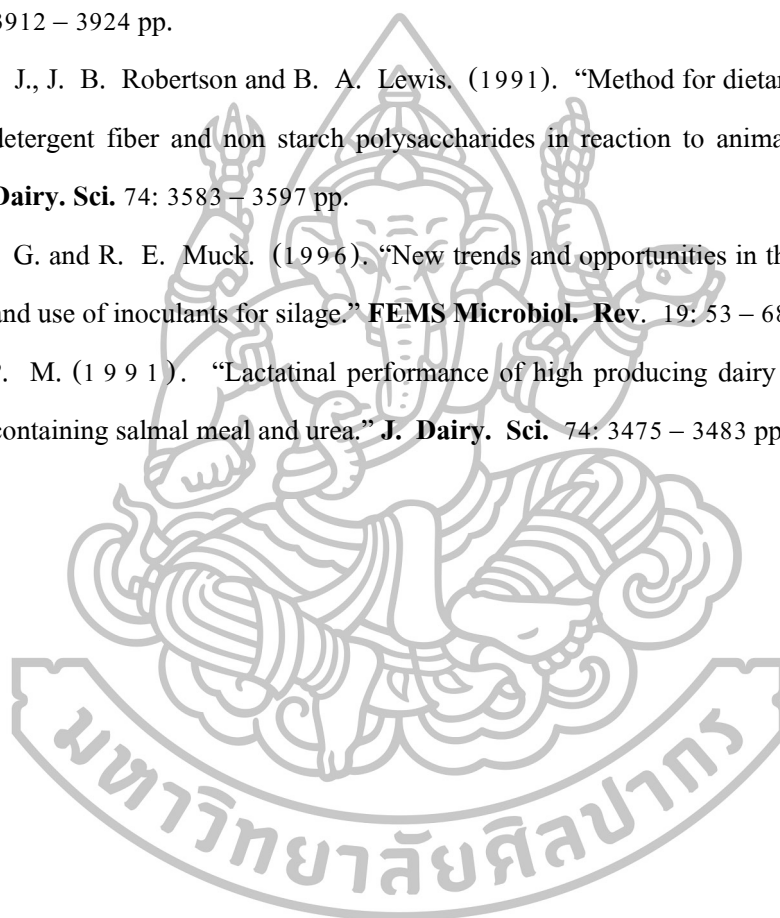 3912 – 3924 pp.
J., J. B. Robertson and B. A. Lewis. (1991). “Method for dietar
detergent fiber and non starch polysaccharides in reaction to anima
Dairy. Sci. 74: 3583 – 3597 pp.
G. and R. E. Muck. (1996). “New trends and opportunities in th
and use of inoculants for silage.” FEMS Microbiol. Rev. 19: 53 – 68
P. M. (1 9 9 1 ). “Lactatinal performance of high producing dairy
containing salmal meal and urea.” J. Dairy. Sci. 74: 3475 – 3483 pp
มหาวิทยาลัยศิลปากร